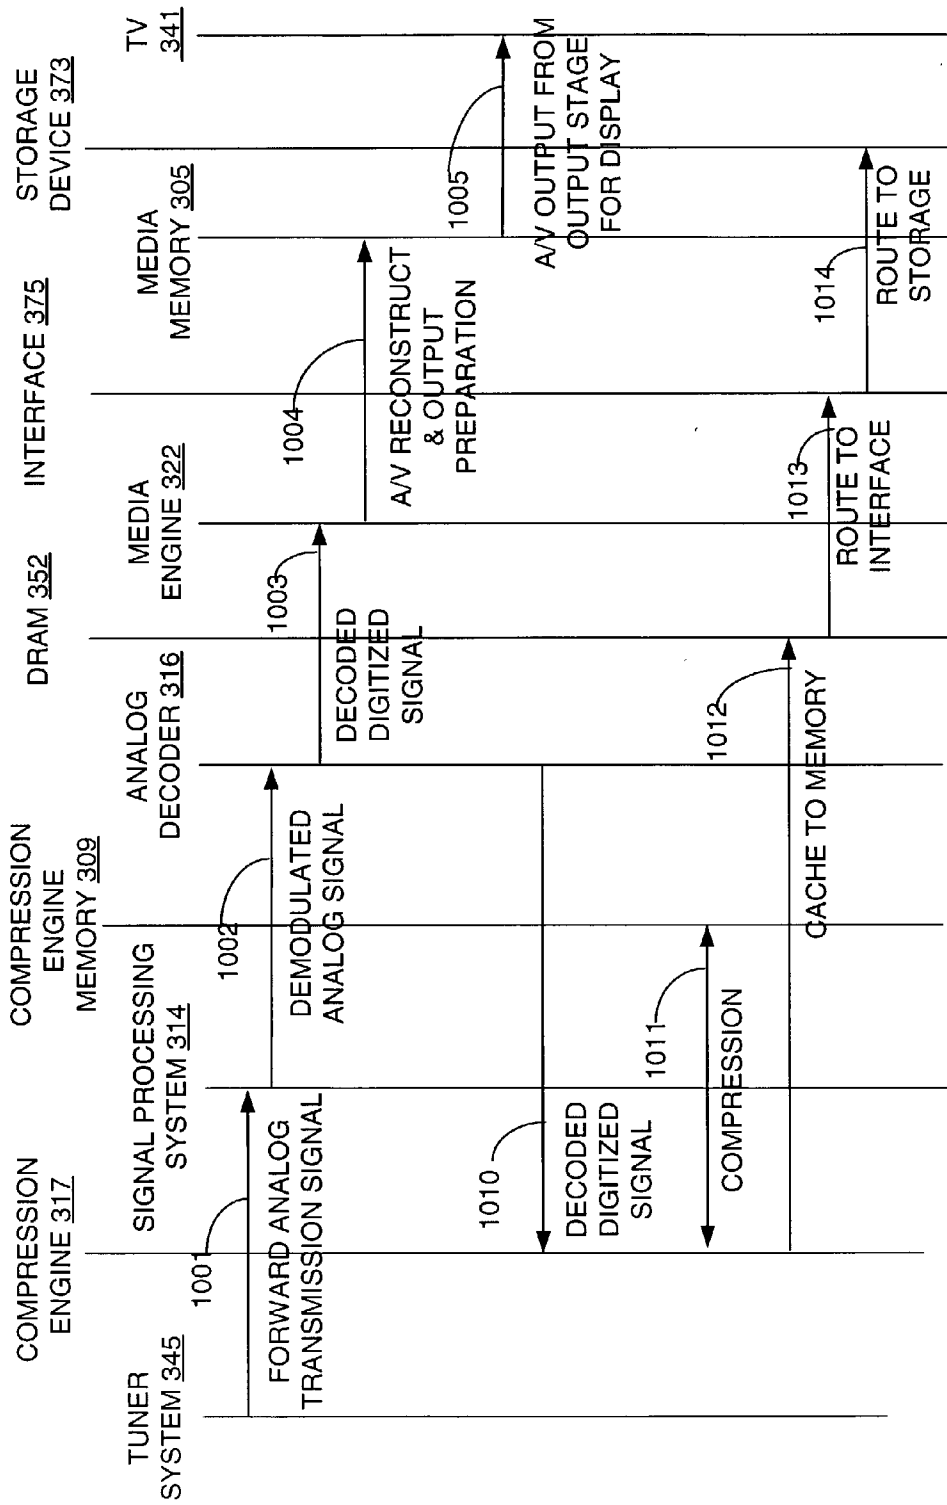 COMPRESSION
ENGINE 317
COMPRESSION
ENGINE
MEMORY 309
DRAM 352
INTERFACE 375
STORAGE
DEVICE 373
TUNER
SYSTEM 345
SIGNAL PROCESSING
SYSTEM 314
ANALOG
DECODER 316
MEDIA
ENGINE 322
MEDIA
MEMORY 305
TV
341
1001
FORWARD ANALOG
TRANSMISSION SIGNAL
1002
DEMODULATED
ANALOG SIGNAL
1003
DECODED
DIGITIZED
SIGNAL
1004
A/V RECONSTRUCT
& OUTPUT
PREPARATION
1005
A/V OUTPUT FROM
OUTPUT STAGE
FOR DISPLAY
1010
DECODED
DIGITIZED
SIGNAL
1011
COMPRESSION
1012
CACHE TO MEMORY
1013
ROUTE TO
INTERFACE
1014
ROUTE TO
STORAGE